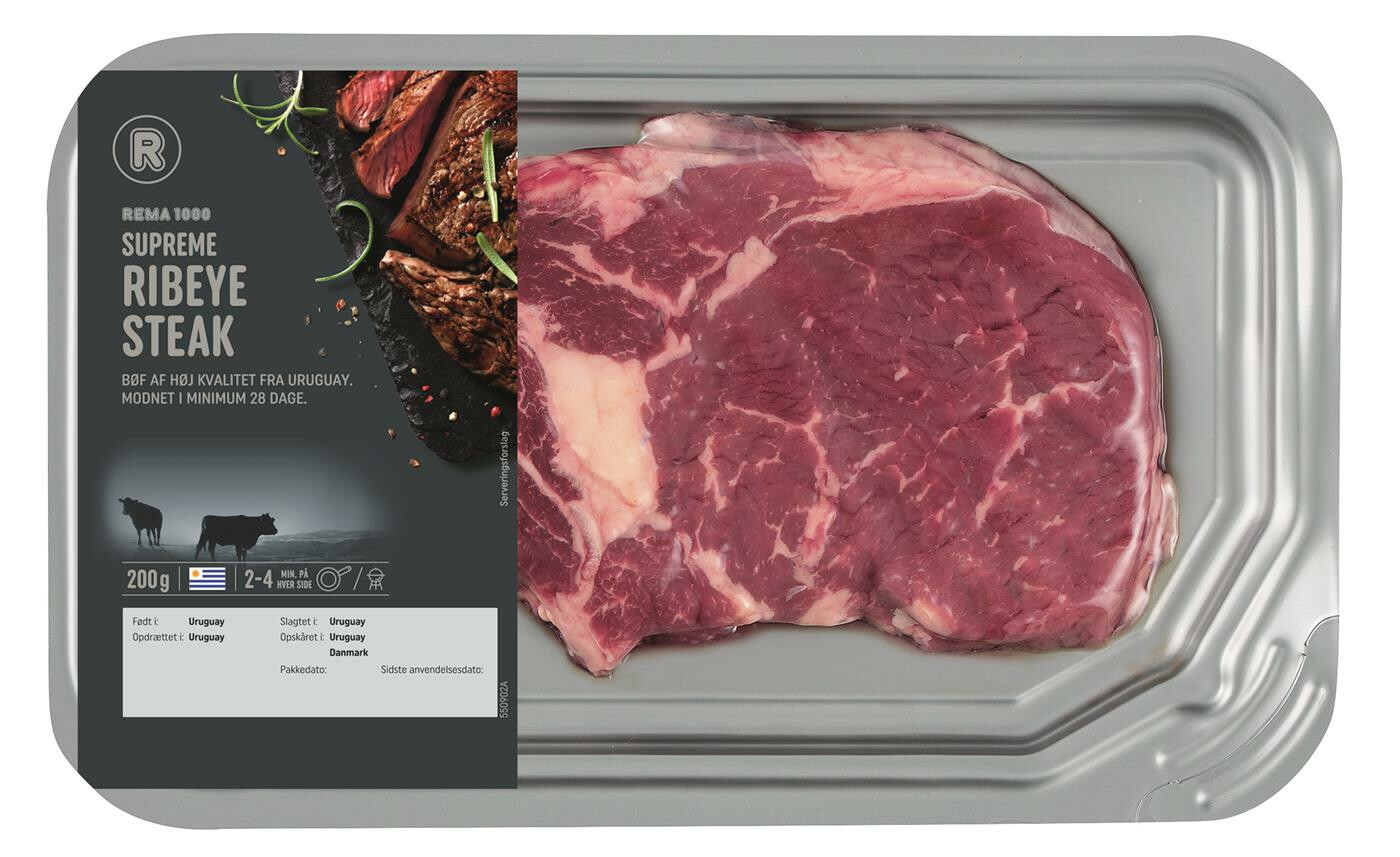 R
REMA 1000
SUPREME
RIBEYE
STEAK
BØF AF HØJ KVALITET FRA URUGUAY.
MODNET I MINIMUM 28 DAGE.
Serveringsforslag
200g 2-4 MIN. PÅ
HVER SIDE /
Født i: Uruguay Slagtet i: Uruguay
Opdrættet i: Uruguay Opskåret i: Uruguay
Danmark
Pakkedato: Sidste anvendelsesdato:
550902A